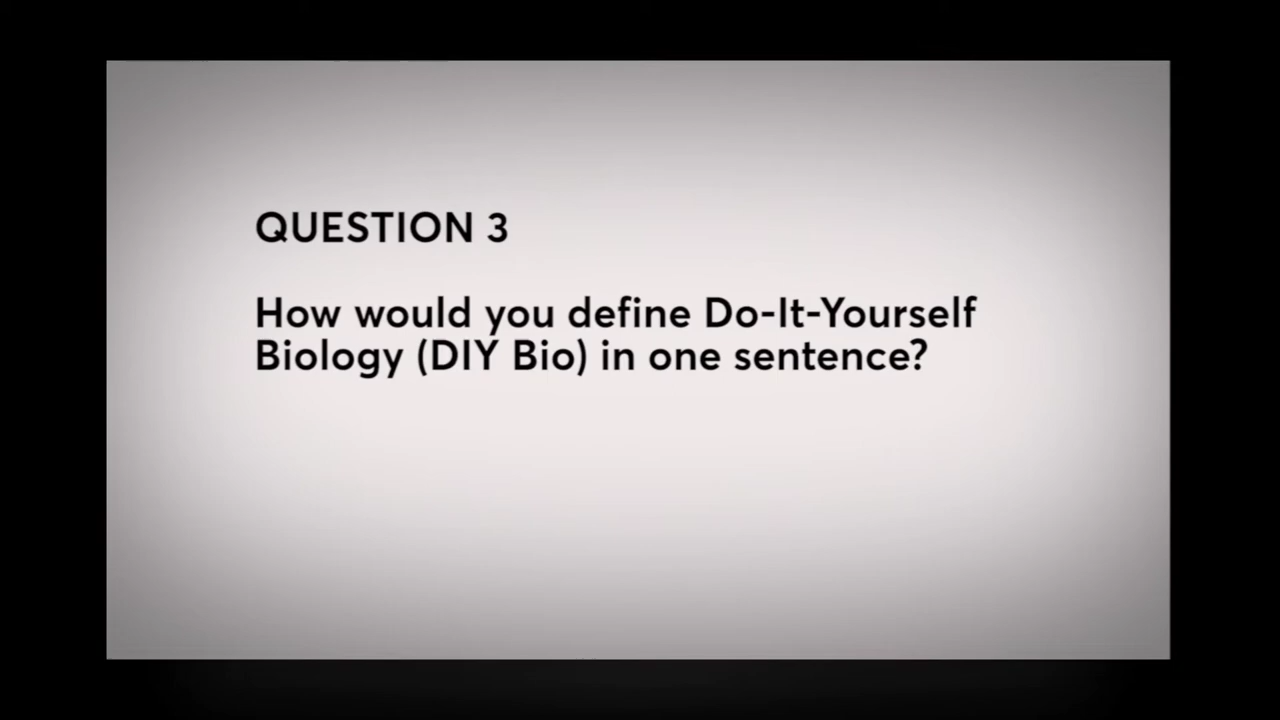 QUESTION 3
How would you define Do-It-Yourself
Biology (DIY Bio) in one sentence?